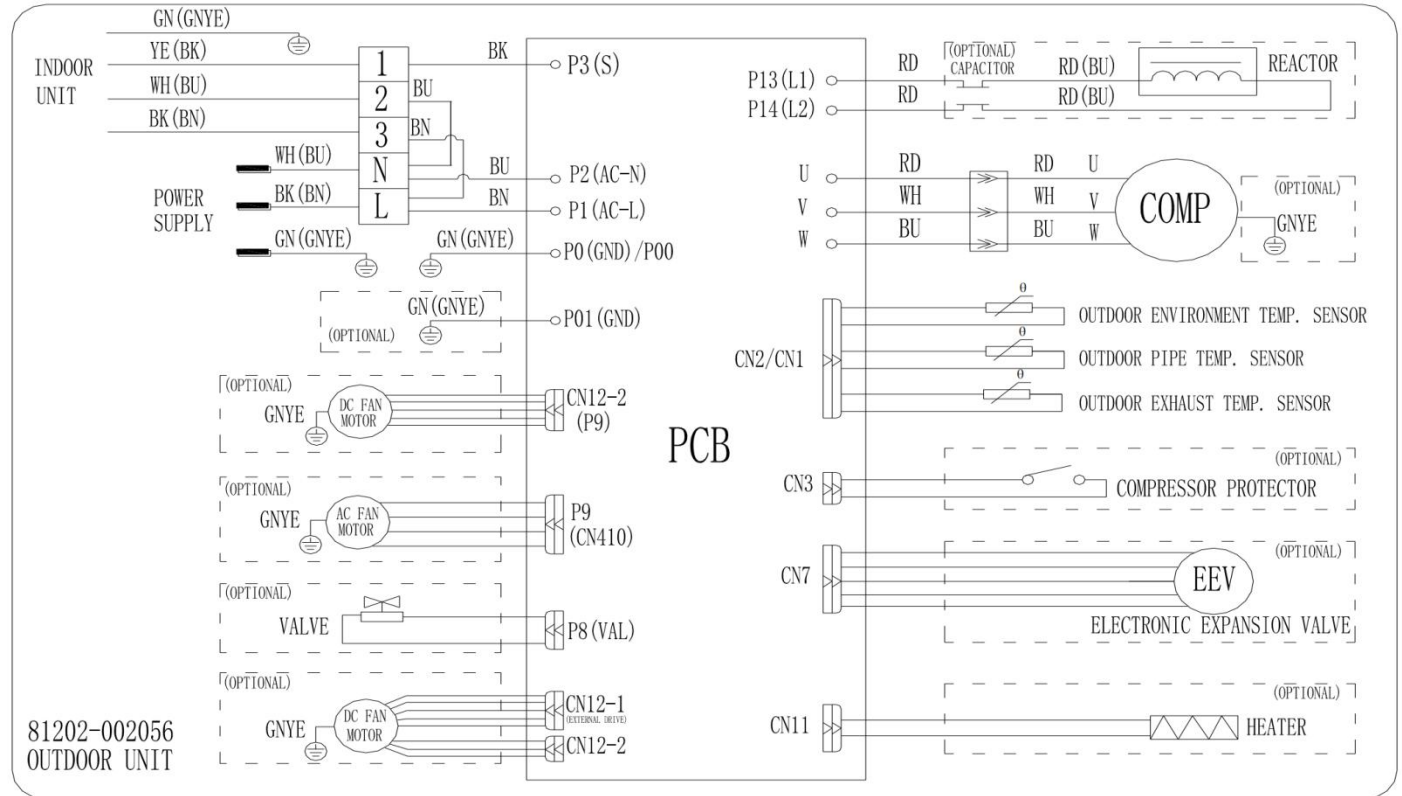 GN(GNYE)
YE(BK)
INDOOR
UNIT
WH(BU)
BK(BN)
1
2
3
N
L
BK
BU
BN
BU
BN
P3(S)
P2(AC-N)
P1(AC-L)
POWER
SUPPLY
WH(BU)
BK(BN)
GN(GNYE)
GN(GNYE)
P0(GND)/P00
GN(GNYE)
(OPTIONAL)
P01(GND)
(OPTIONAL)
GNYE
DC FAN
MOTOR
CN12-2
(P9)
(OPTIONAL)
GNYE
AC FAN
MOTOR
P9
(CN410)
(OPTIONAL)
VALVE
P8(VAL)
(OPTIONAL)
GNYE
DC FAN
MOTOR
CN12-1
(EXTERNAL DRIVE)
CN12-2
81202-002056
OUTDOOR UNIT
PCB
P13(L1)
P14(L2)
RD
RD
(OPTIONAL)
CAPACITOR
RD(BU)
RD(BU)
REACTOR
U
V
W
RD
WH
BU
RD
WH
BU
U
V
W
COMP
(OPTIONAL)
GNYE
CN2/CN1
θ
OUTDOOR ENVIRONMENT TEMP. SENSOR
θ
OUTDOOR PIPE TEMP. SENSOR
θ
OUTDOOR EXHAUST TEMP. SENSOR
CN3
(OPTIONAL)
COMPRESSOR PROTECTOR
CN7
(OPTIONAL)
EEV
ELECTRONIC EXPANSION VALVE
CN11
(OPTIONAL)
HEATER